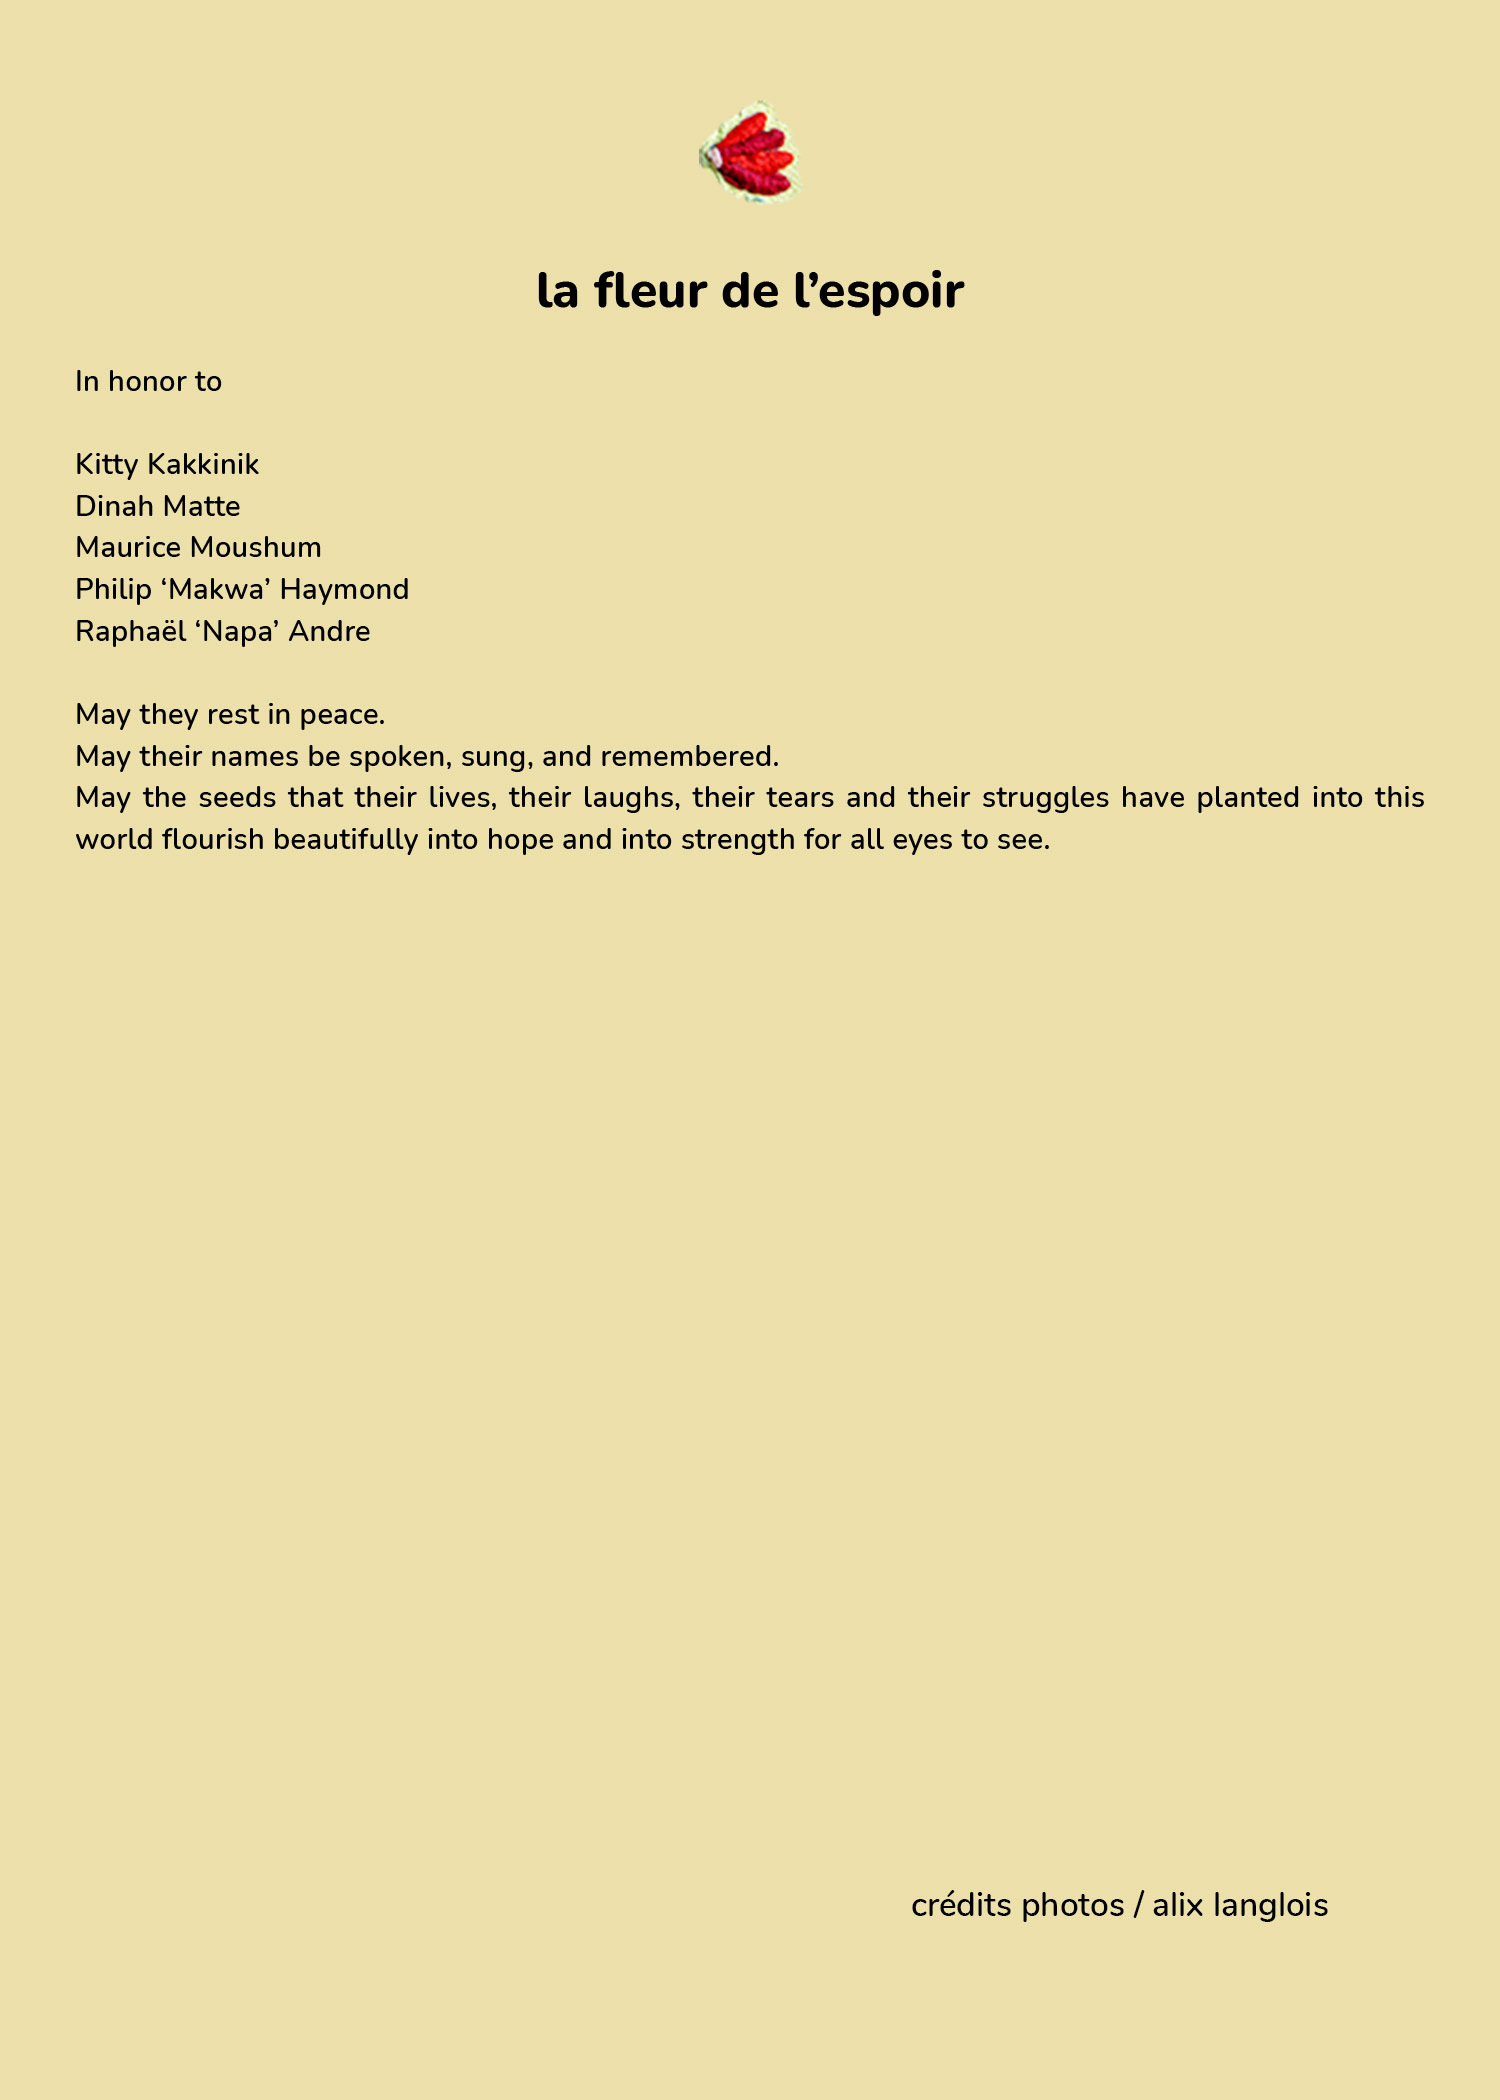 la fleur de l’espoir
In honor to
Kitty Kakkinik
Dinah Matte
Maurice Moushum
Philip ‘Makwa’ Haymond
Raphaël ‘Napa’ Andre
May they rest in peace.
May their names be spoken, sung, and remembered.
May the seeds that their lives, their laughs, their tears and their struggles have planted into this
world flourish beautifully into hope and into strength for all eyes to see.
crédits photos / alix langlois